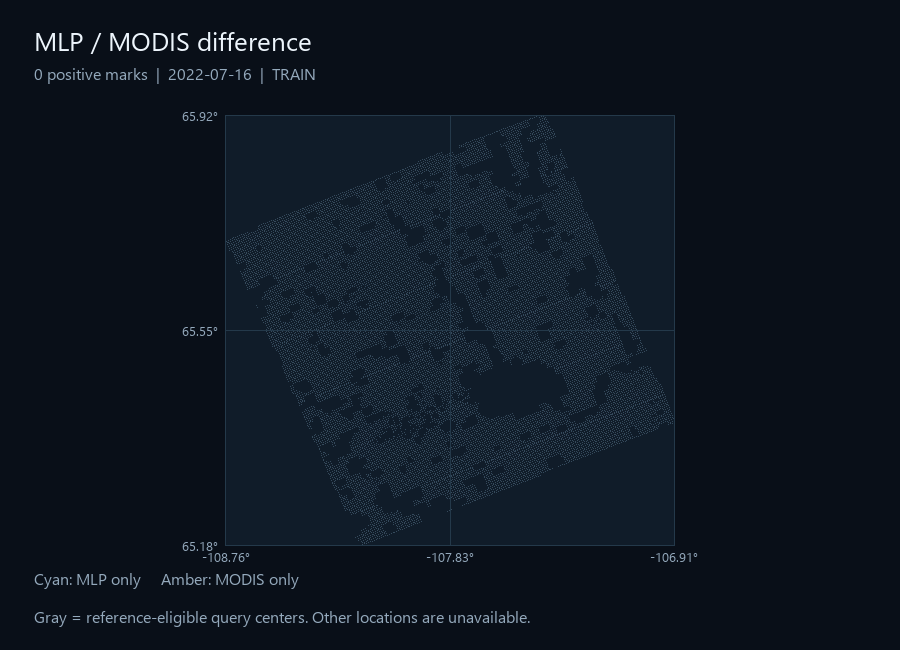 MLP / MODIS difference
0 positive marks | 2022-07-16 | TRAIN
65.92°
65.55°
65.18°
-108.76°
-107.83°
-106.91°
Cyan: MLP only Amber: MODIS only
Gray = reference-eligible query centers. Other locations are unavailable.